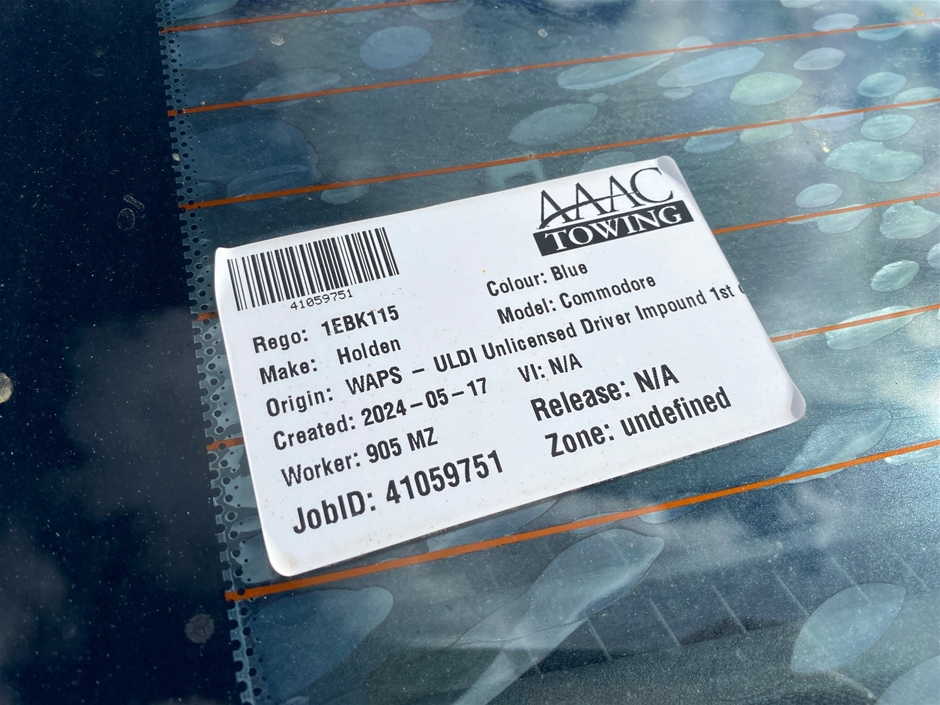 AAAC
TOWING
41059751
Rego: 1EBK115
Colour: Blue
Make: Holden
Model: Commodore
Origin: WAPS - ULDI Unlicensed Driver Impound 1st
Created: 2024-05-17
VI: N/A
Worker: 905 MZ
Release: N/A
JobID: 41059751
Zone: undefined